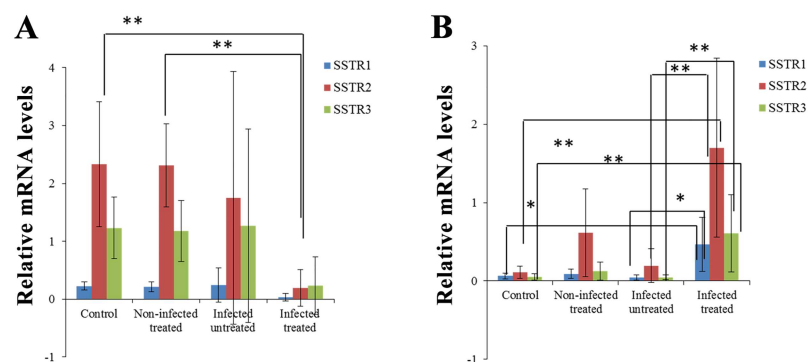 A
**
**
SSTR1
SSTR2
SSTR3
Relative mRNA levels
4
3
2
1
0
-1
Control
Non-infected
treated
Infected
untreated
Infected
treated
B
**
**
**
**
*
*
SSTR1
SSTR2
SSTR3
Relative mRNA levels
3
2
1
0
-1
Control
Non-infected
treated
Infected
untreated
Infected
treated